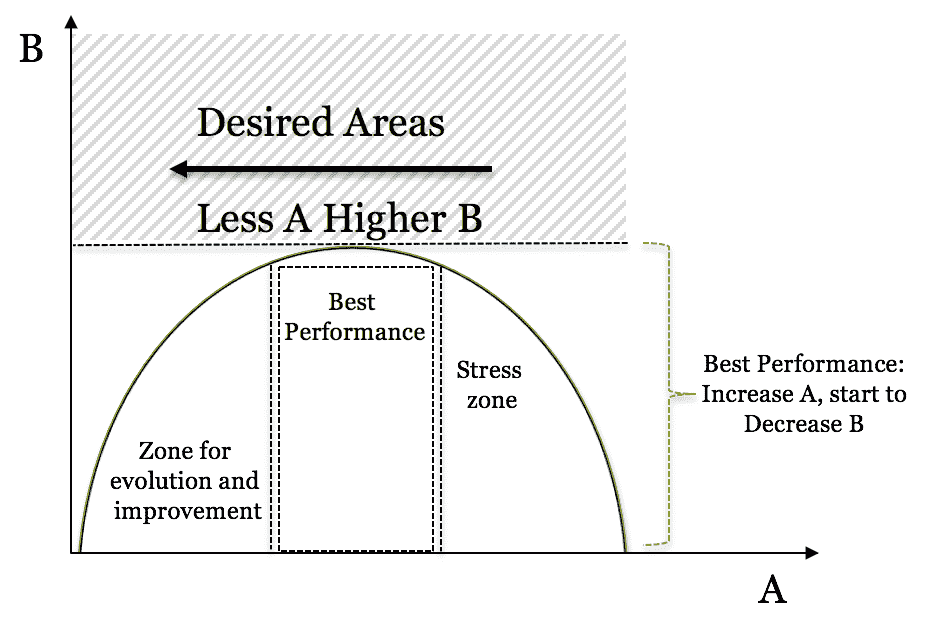 B
Desired Areas
Less A Higher B
Best
Performance
Stress
zone
Zone for
evolution and
improvement
Best Performance:
Increase A, start to
Decrease B
A